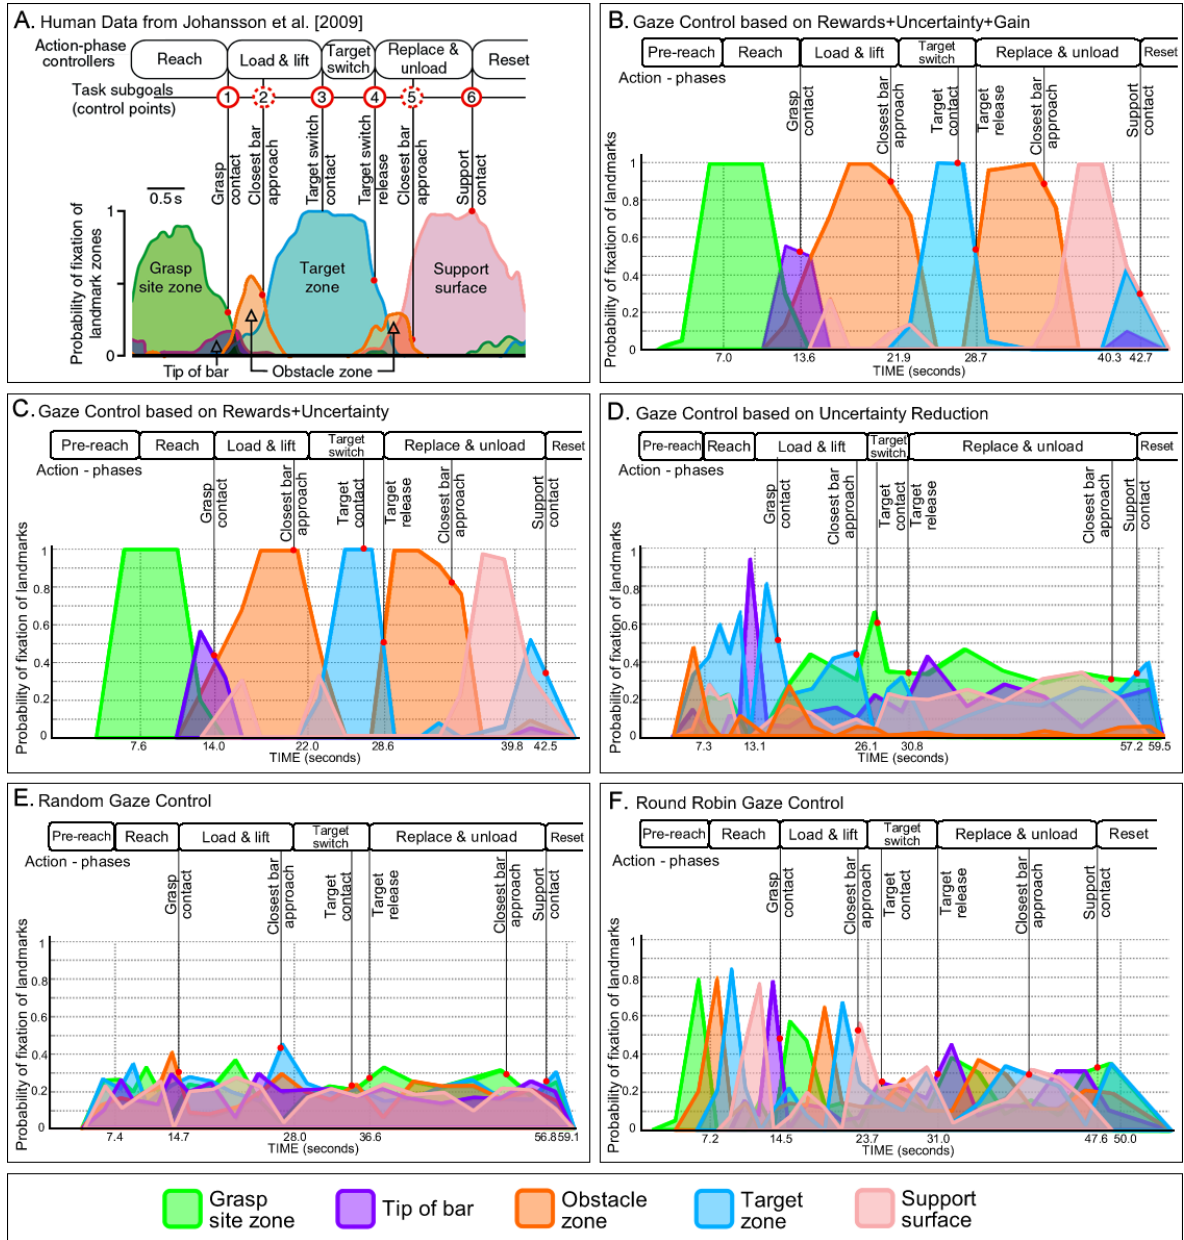 A. Human Data from Johansson et al. [2009]
Action-phase
controllers
Reach
Load & lift
Target
switch
Replace &
unload
Reset
Task subgoals
(control points)
1
2
3
4
5
6
Grasp
contact
Closest bar
approach
Target switch
contact
Target switch
release
Closest bar
approach
Support
contact
0.5 s
Probability of fixation of
landmark zones
1
0
Grasp
site zone
Target
zone
Support
surface
Tip of bar
Obstacle zone
B. Gaze Control based on Rewards+Uncertainty+Gain
Pre-reach
Reach
Load & lift
Target
switch
Replace & unload
Reset
Action - phases
Grasp
contact
Closest bar
approach
Target
contact
Target
release
Closest bar
approach
Support
contact
Probability of fixation of landmarks
1
0.8
0.6
0.4
0.2
0
7.0
13.6
21.9
28.7
40.3
42.7
TIME (seconds)
C. Gaze Control based on Rewards+Uncertainty
Pre-reach
Reach
Load & lift
Target
switch
Replace & unload
Reset
Action - phases
Grasp
contact
Closest bar
approach
Target
contact
Target
release
Closest bar
approach
Support
contact
Probability of fixation of landmarks
1
0.8
0.6
0.4
0.2
0
7.6
14.0
22.0
28.6
39.8
42.5
TIME (seconds)
D. Gaze Control based on Uncertainty Reduction
Pre-reach
Reach
Load & lift
Target
switch
Replace & unload
Reset
Action - phases
Grasp
contact
Closest bar
approach
Target
contact
Target
release
Closest bar
approach
Support
contact
Probability of fixation of landmarks
1
0.8
0.6
0.4
0.2
0
7.3
13.1
26.1
30.8
57.2
59.5
TIME (seconds)
E. Random Gaze Control
Pre-reach
Reach
Load & lift
Target
switch
Replace & unload
Reset
Action - phases
Grasp
contact
Closest bar
approach
Target
contact
Target
release
Closest bar
approach
Support
contact
Probability of fixation of landmarks
1
0.8
0.6
0.4
0.2
0
7.4
14.7
28.0
36.6
56.8
59.1
TIME (seconds)
F. Round Robin Gaze Control
Pre-reach
Reach
Load & lift
Target
switch
Replace & unload
Reset
Action - phases
Grasp
contact
Closest bar
approach
Target
contact
Target
release
Closest bar
approach
Support
contact
Probability of fixation of landmarks
1
0.8
0.6
0.4
0.2
0
7.2
14.5
23.7
31.0
47.6
50.0
TIME (seconds)
Grasp
site zone
Tip of bar
Obstacle
zone
Target
zone
Support
surface